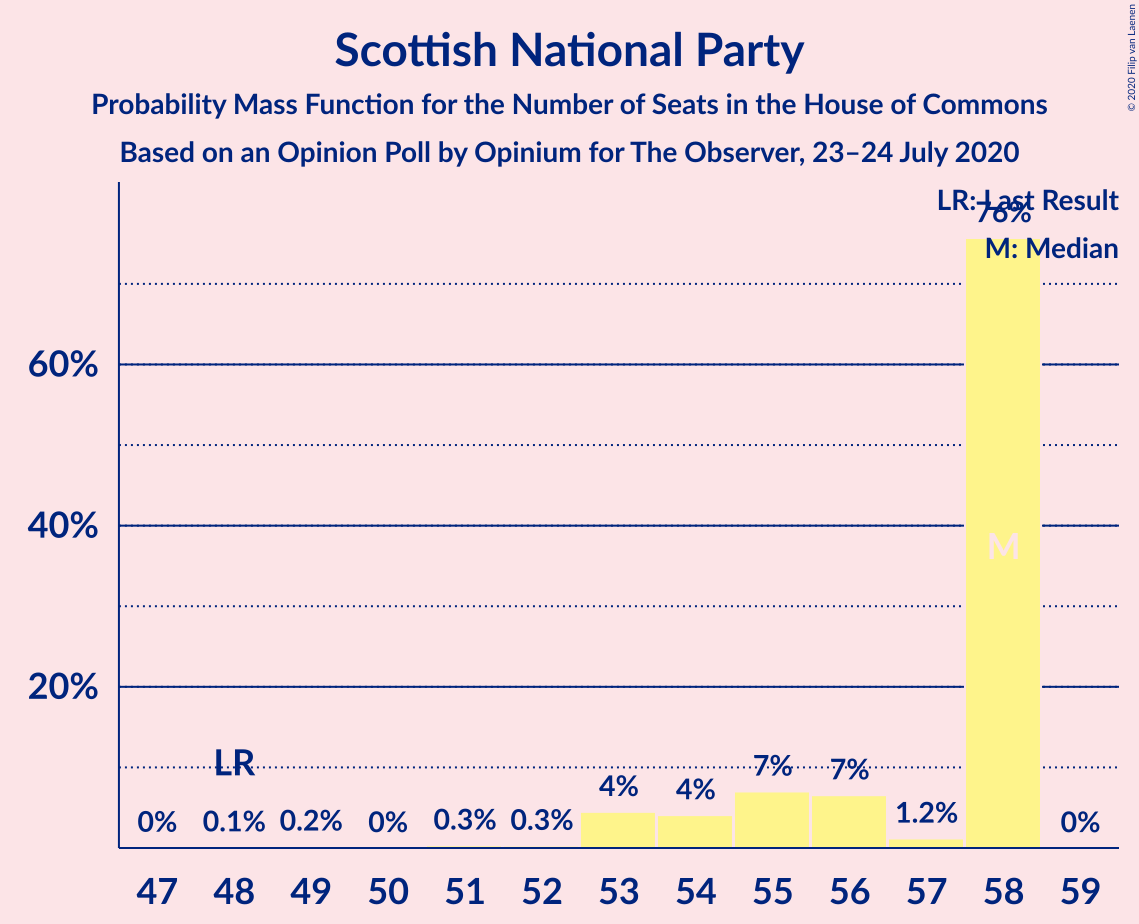 Scottish National Party
Probability Mass Function for the Number of Seats in the House of Commons
Based on an Opinion Poll by Opinium for The Observer, 23–24 July 2020
© 2020 Filip van Laenen
LR: Last Result
76%
M: Median
60%
40%
M
20%
LR
0% 0.1% 0.2% 0% 0.3% 0.3% 4% 4% 7% 7% 1.2% 0%
47 48 49 50 51 52 53 54 55 56 57 58 59